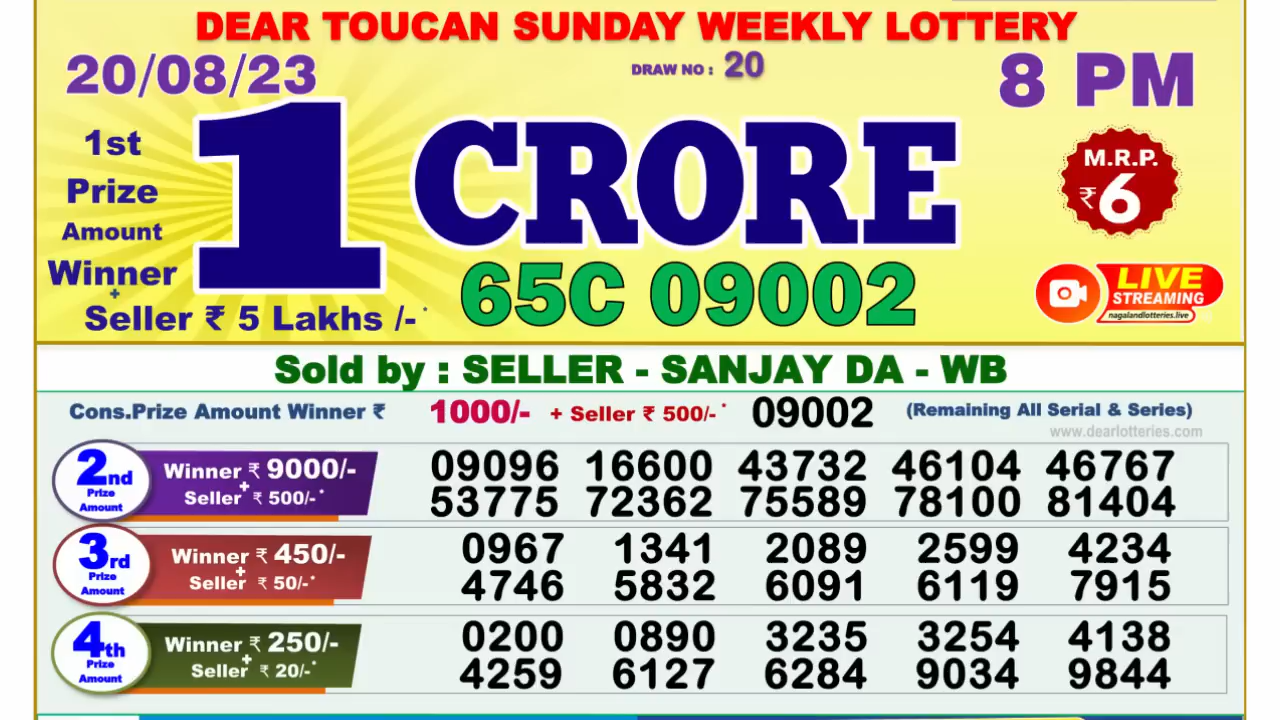 DEAR TOUCAN SUNDAY WEEKLY LOTTERY
20/08/23
DRAW NO : 20
8 PM
1st
Prize
Amount
Winner
+
Seller ₹ 5 Lakhs /-*
1 CRORE
65C 09002
M.R.P.
₹6
LIVE
STREAMING
nagalandlotteries.live
Sold by : SELLER - SANJAY DA - WB
Cons.Prize Amount Winner ₹ 1000/- + Seller ₹ 500/-* 09002 (Remaining All Serial & Series)
www.dearlotteries.com
2nd
Prize
Amount
Winner ₹ 9000/-
+
Seller ₹ 500/-*
09096 16600 43732 46104 46767
53775 72362 75589 78100 81404
3rd
Prize
Amount
Winner ₹ 450/-
+
Seller ₹ 50/-*
0967 1341 2089 2599 4234
4746 5832 6091 6119 7915
4th
Prize
Amount
Winner ₹ 250/-
+
Seller ₹ 20/-*
0200 0890 3235 3254 4138
4259 6127 6284 9034 9844